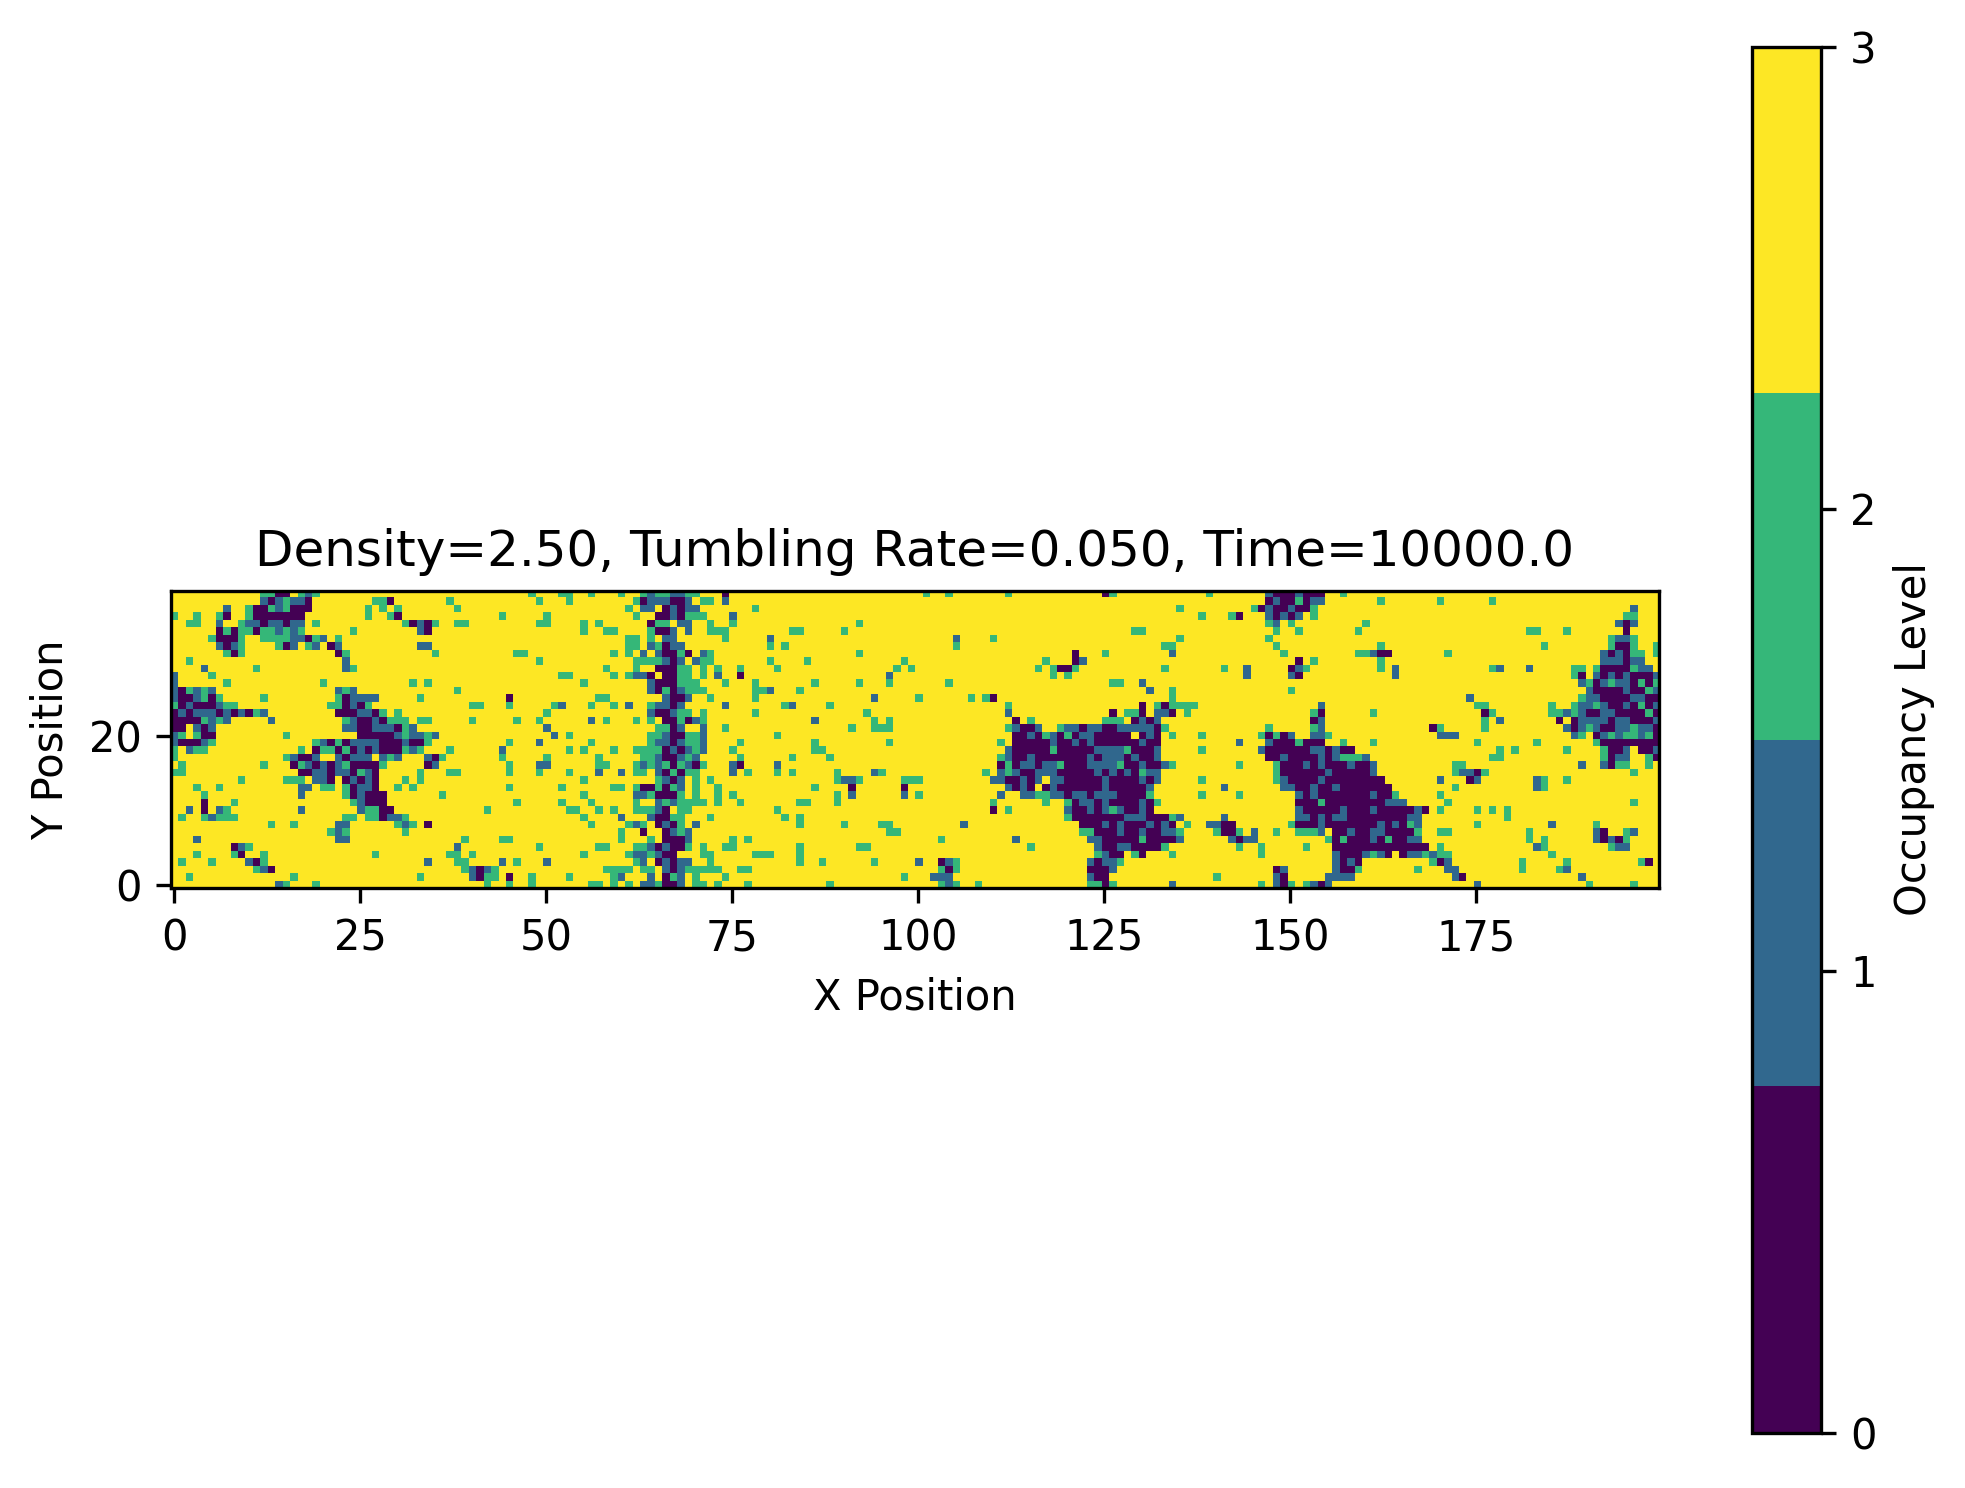 Density=2.50, Tumbling Rate=0.050, Time=10000.0
Y Position
20
0
0 25 50 75 100 125 150 175
X Position
3
2
1
0
Occupancy Level